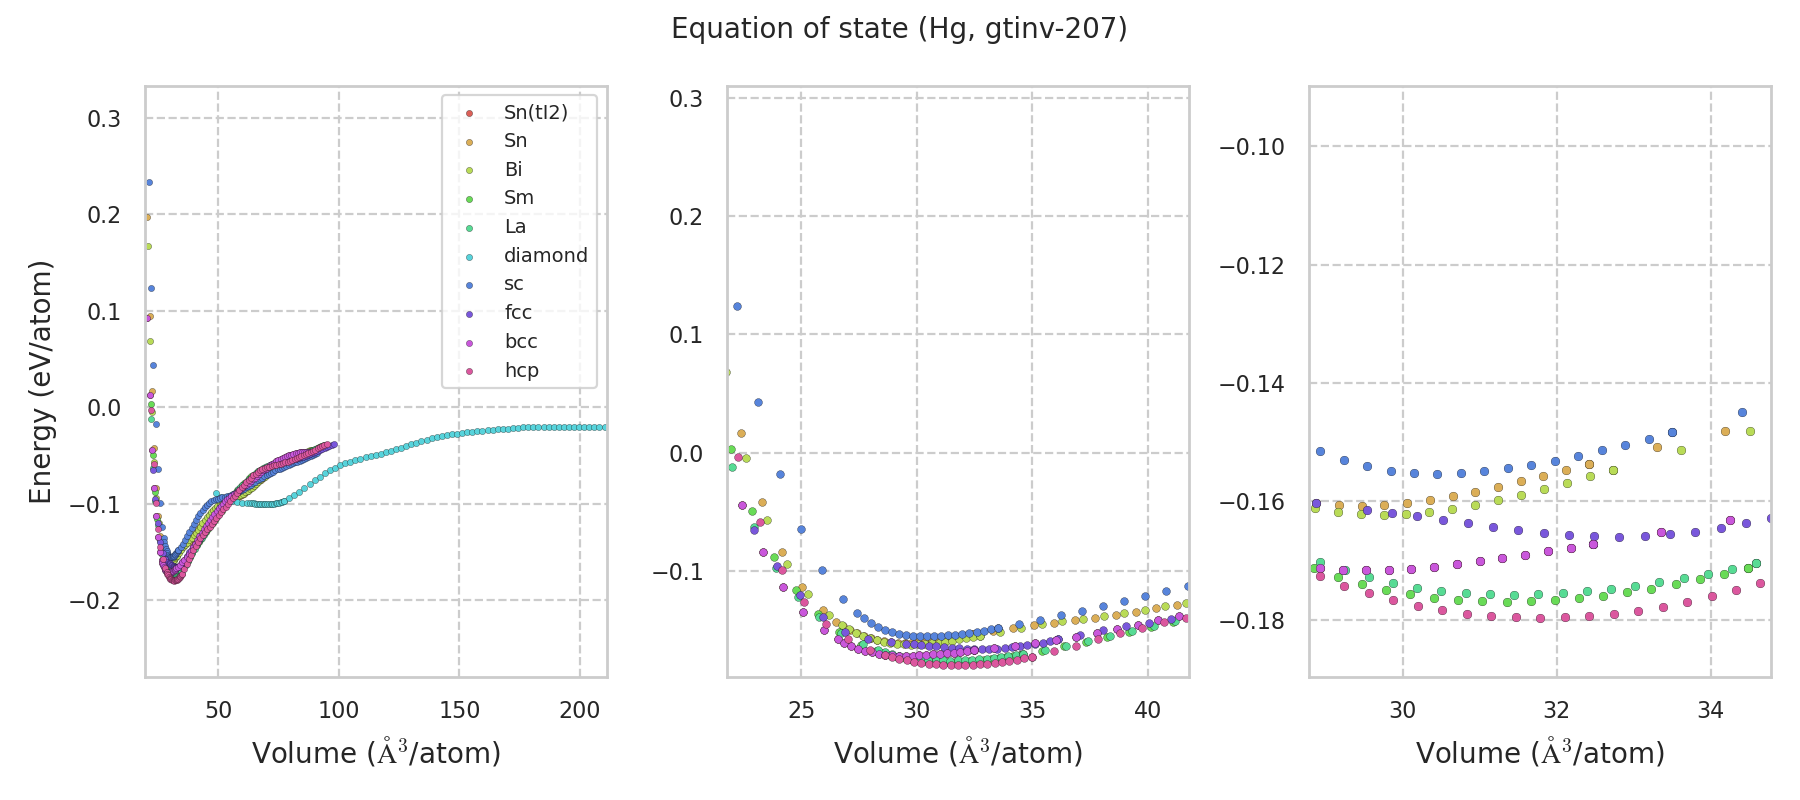 Equation of state (Hg, gtinv-207)
Energy (eV/atom)
0.3
0.2
0.1
0.0
−0.1
−0.2
50
100
150
200
Volume (Å³/atom)
Sn(tI2)
Sn
Bi
Sm
La
diamond
sc
fcc
bcc
hcp
0.3
0.2
0.1
0.0
−0.1
25
30
35
40
Volume (Å³/atom)
−0.10
−0.12
−0.14
−0.16
−0.18
30
32
34
Volume (Å³/atom)